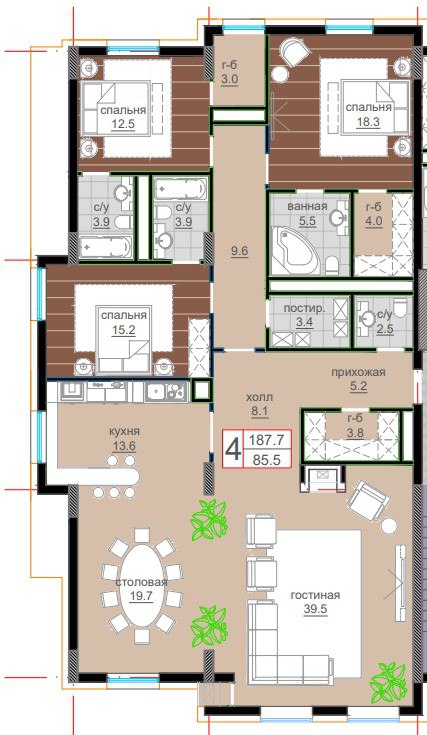 г-б
3.0
спальня
12.5
спальня
18.3
с/у
3.9
с/у
3.9
ванная
5.5
г-б
4.0
9.6
спальня
15.2
постир.
3.4
с/у
2.5
прихожая
5.2
холл
8.1
г-б
3.8
кухня
13.6
4
187.7
85.5
столовая
19.7
гостиная
39.5